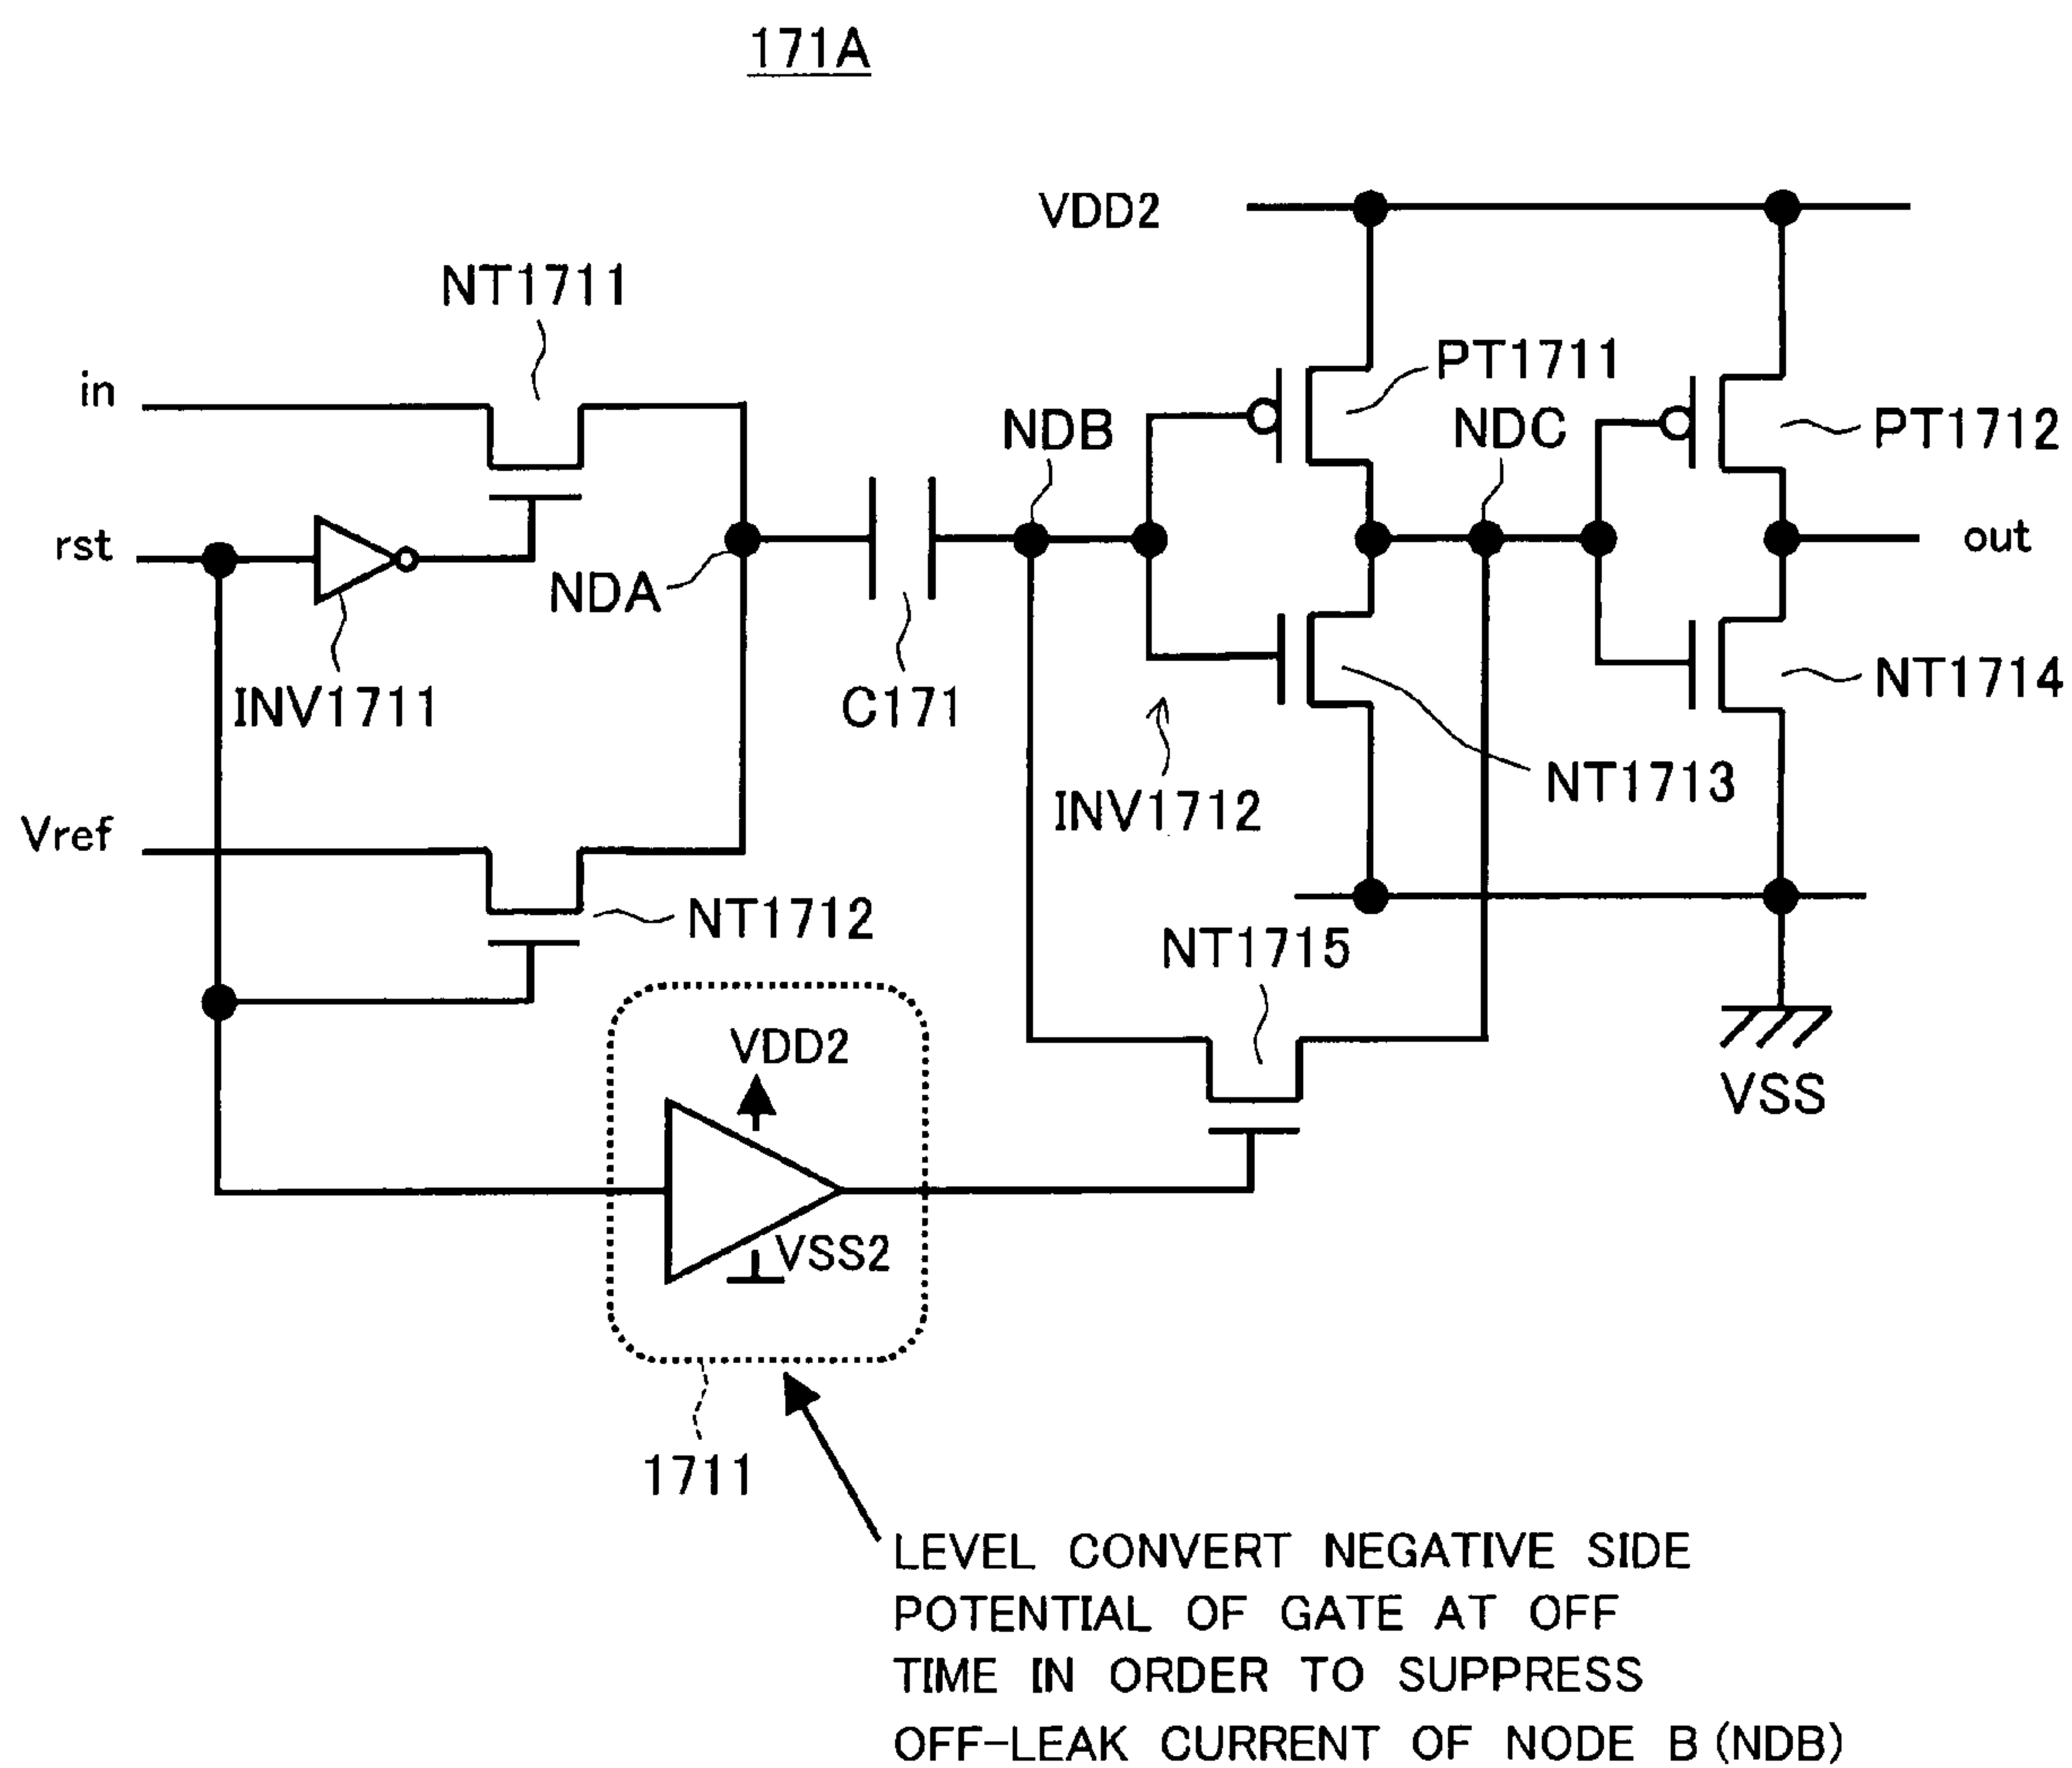 171A
VDD2
NT1711
in
PT1711
NDB
NDC
PT1712
rst
out
NDA
INV1711
C171
NT1714
INV1712
NT1713
Vref
NT1712
NT1715
VDD2
VSS
VSS2
1711
LEVEL CONVERT NEGATIVE SIDE
POTENTIAL OF GATE AT OFF
TIME IN ORDER TO SUPPRESS
OFF-LEAK CURRENT OF NODE B (NDB)